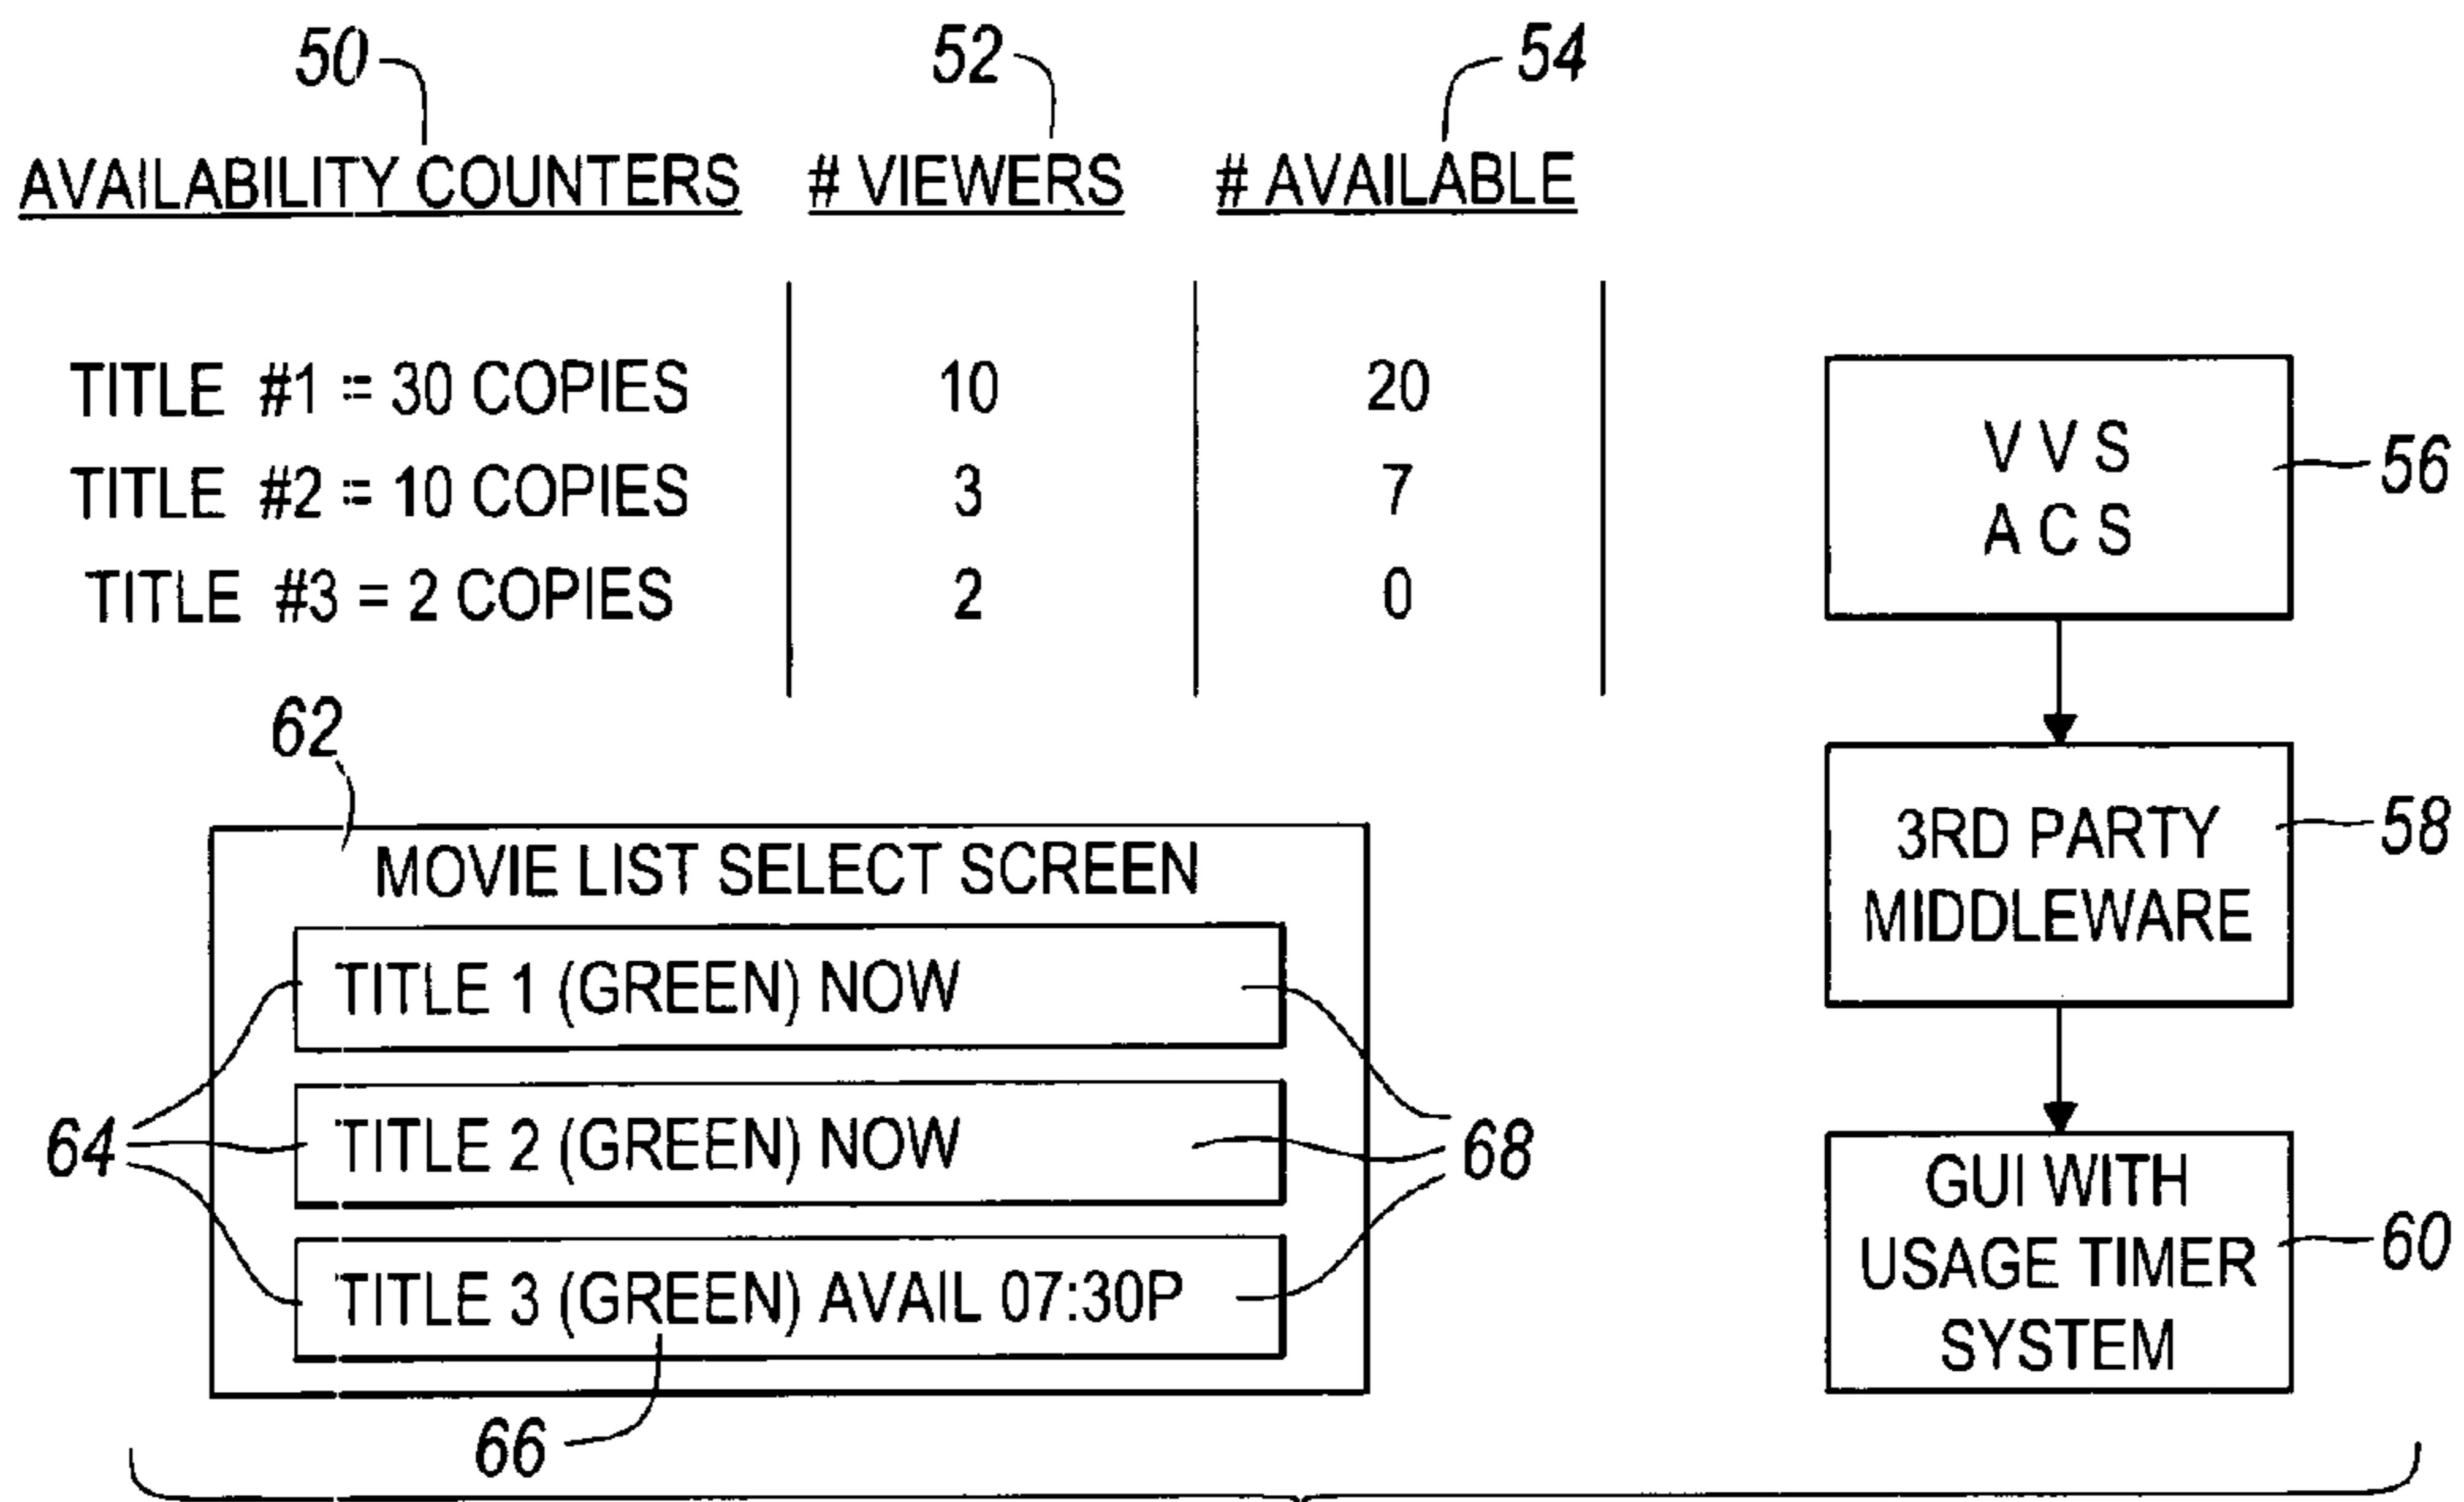 50 52 54
AVAILABILITY COUNTERS # VIEWERS # AVAILABLE
TITLE #1 = 30 COPIES 10 20
TITLE #2 = 10 COPIES 3 7
TITLE #3 = 2 COPIES 2 0
62
MOVIE LIST SELECT SCREEN
TITLE 1 (GREEN) NOW
TITLE 2 (GREEN) NOW
TITLE 3 (GREEN) AVAIL 07:30P
64
68
66
V V S
A C S
56
3RD PARTY
MIDDLEWARE
58
GUI WITH
USAGE TIMER
SYSTEM
60